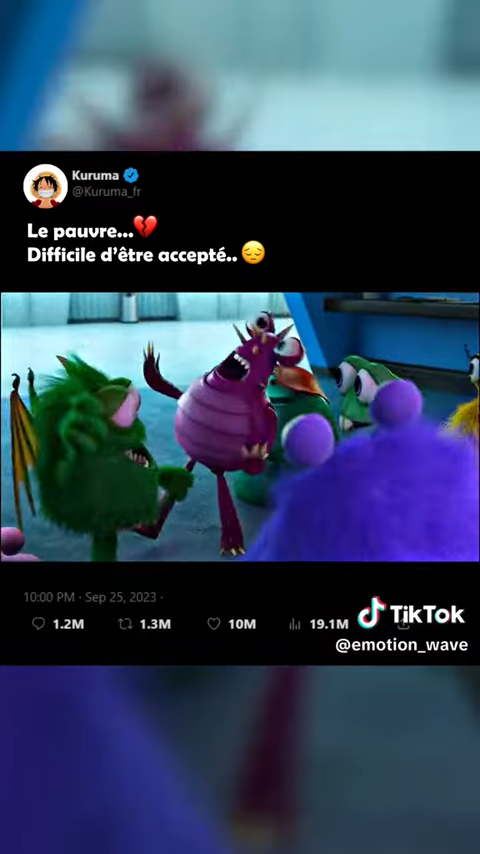 Kuruma
@Kuruma_fr
Le pauvre...💔
Difficile d'être accepté..😔
10:00 PM · Sep 25, 2023 ·
1.2M 1.3M 10M 19.1M
TikTok
@emotion_wave